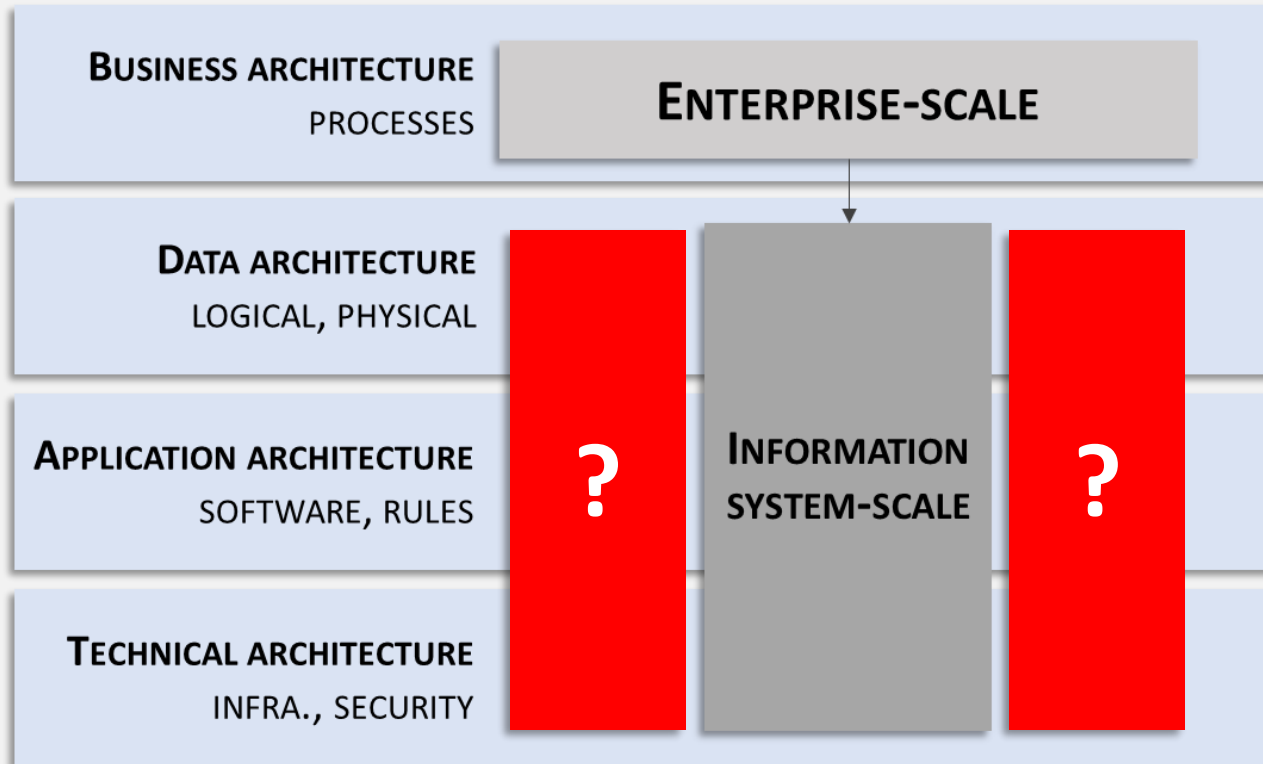 BUSINESS ARCHITECTURE
PROCESSES
ENTERPRISE-SCALE
DATA ARCHITECTURE
LOGICAL, PHYSICAL
APPLICATION ARCHITECTURE
SOFTWARE, RULES
?
INFORMATION
SYSTEM-SCALE
?
TECHNICAL ARCHITECTURE
INFRA., SECURITY